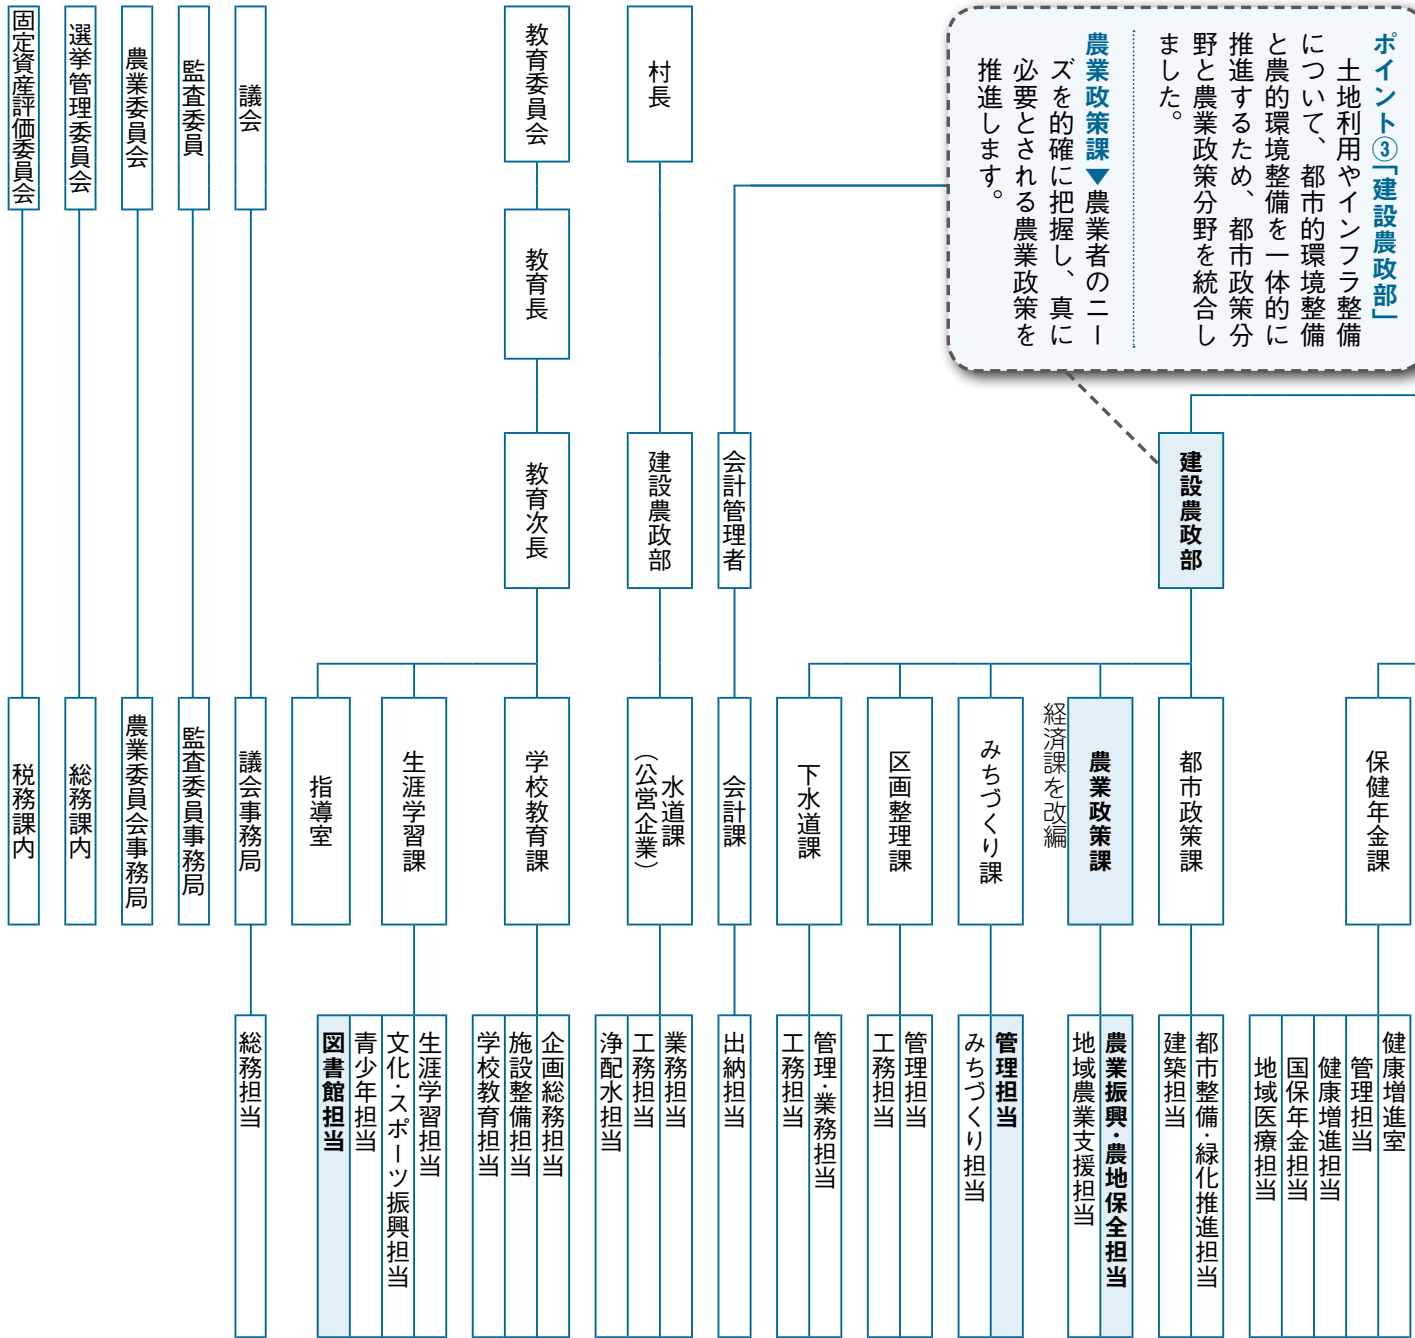 ポイント③「建設農政部」
土地利用やインフラ整備
について、都市的環境整備
と農的環境整備を一体的に
推進するため、都市政策分
野と農業政策分野を統合し
ました。
農業政策課▼農業者のニー
ズを的確に把握し、真に
必要とされる農業政策を
推進します。
保健年金課
健康増進室
管理担当
健康増進担当
国保年金担当
地域医療担当
建設農政部
都市政策課
都市整備・緑化推進担当
建築担当
農業政策課
経済課を改編
農業振興・農地保全担当
地域農業支援担当
みちづくり課
管理担当
みちづくり担当
区画整理課
管理担当
工務担当
下水道課
管理・業務担当
工務担当
会計管理者
会計課
出納担当
村長
建設農政部
水道課
（公営企業）
業務担当
工務担当
浄配水担当
教育委員会
教育長
教育次長
学校教育課
企画総務担当
施設整備担当
学校教育担当
生涯学習課
生涯学習担当
文化・スポーツ振興担当
青少年担当
図書館担当
指導室
議会
議会事務局
総務担当
監査委員
監査委員事務局
農業委員会
農業委員会事務局
選挙管理委員会
総務課内
固定資産評価委員会
税務課内